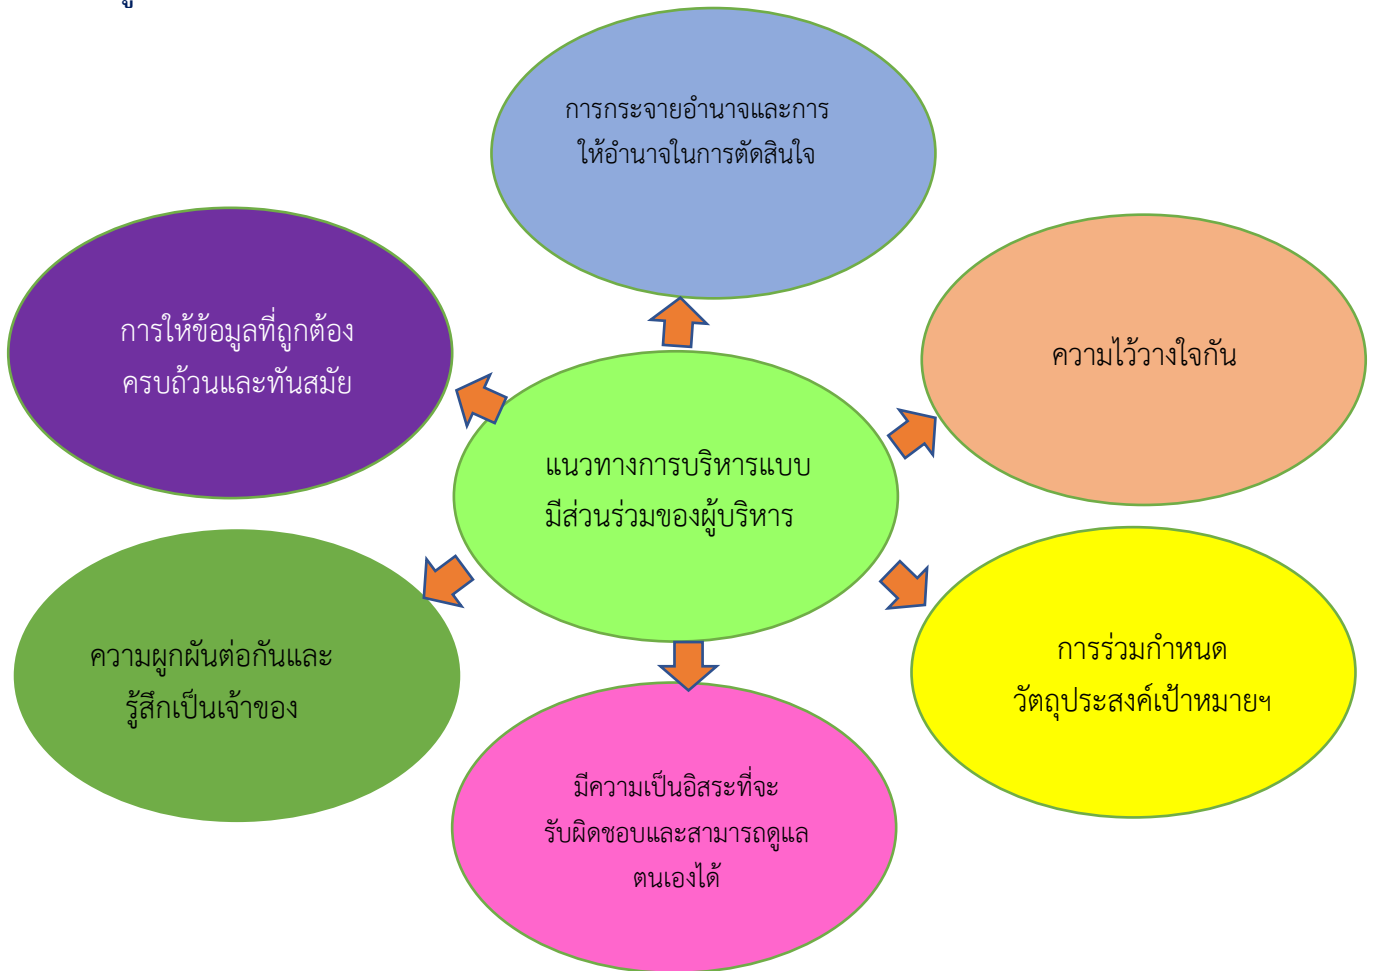 การกระจายอำนาจและการ
ให้อำนาจในการตัดสินใจ
การให้ข้อมูลที่ถูกต้อง
ครบถ้วนและทันสมัย
ความไว้วางใจกัน
แนวทางการบริหารแบบ
มีส่วนร่วมของผู้บริหาร
ความผูกผันต่อกันและ
รู้สึกเป็นเจ้าของ
การร่วมกำหนด
วัตถุประสงค์เป้าหมายฯ
มีความเป็นอิสระที่จะ
รับผิดชอบและสามารถดูแล
ตนเองได้